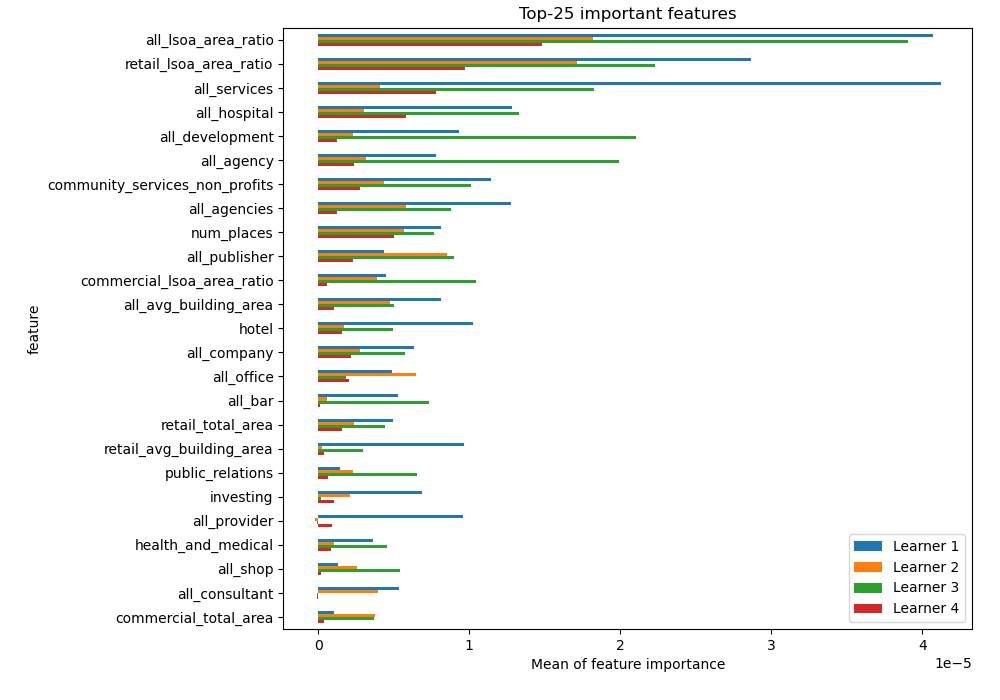 Top-25 important features
feature
all_lsoa_area_ratio
retail_lsoa_area_ratio
all_services
all_hospital
all_development
all_agency
community_services_non_profits
all_agencies
num_places
all_publisher
commercial_lsoa_area_ratio
all_avg_building_area
hotel
all_company
all_office
all_bar
retail_total_area
retail_avg_building_area
public_relations
investing
all_provider
health_and_medical
all_shop
all_consultant
commercial_total_area
Learner 1
Learner 2
Learner 3
Learner 4
0 1 2 3 4
1e−5
Mean of feature importance